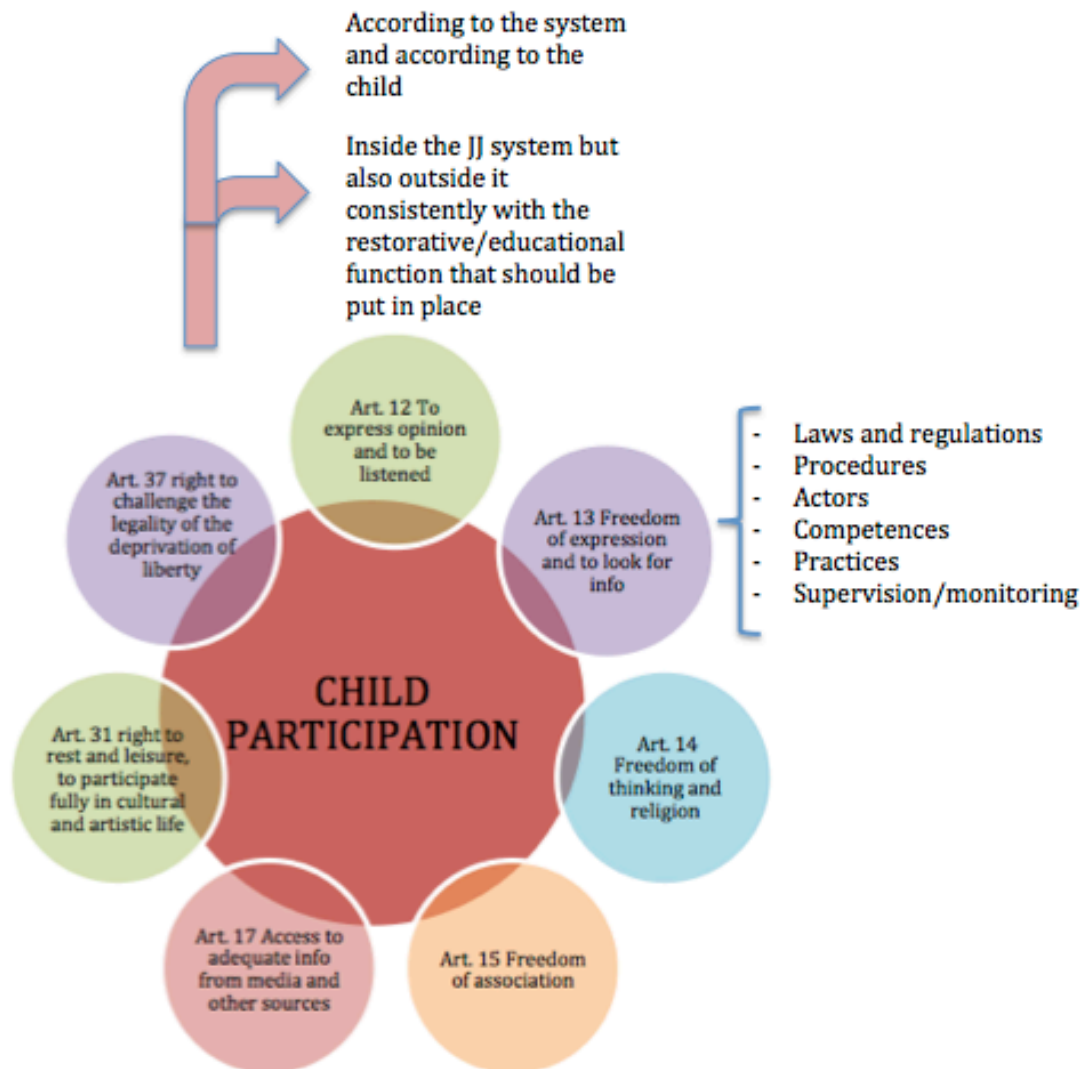 According to the system
and according to the
child
Inside the JJ system but
also outside it
consistently with the
restorative/educational
function that should be
put in place
Art. 12 To
express opinion
and to be
listened
Art. 37 right to
challenge the
legality of the
deprivation of
liberty
Art. 13 Freedom
of expression
and to look for
info
- Laws and regulations
- Procedures
- Actors
- Competences
- Practices
- Supervision/monitoring
CHILD
PARTICIPATION
Art. 31 right to
rest and leisure,
to participate
fully in cultural
and artistic life
Art. 14
Freedom of
thinking and
religion
Art. 17 Access to
adequate info
from media and
other sources
Art. 15 Freedom
of association